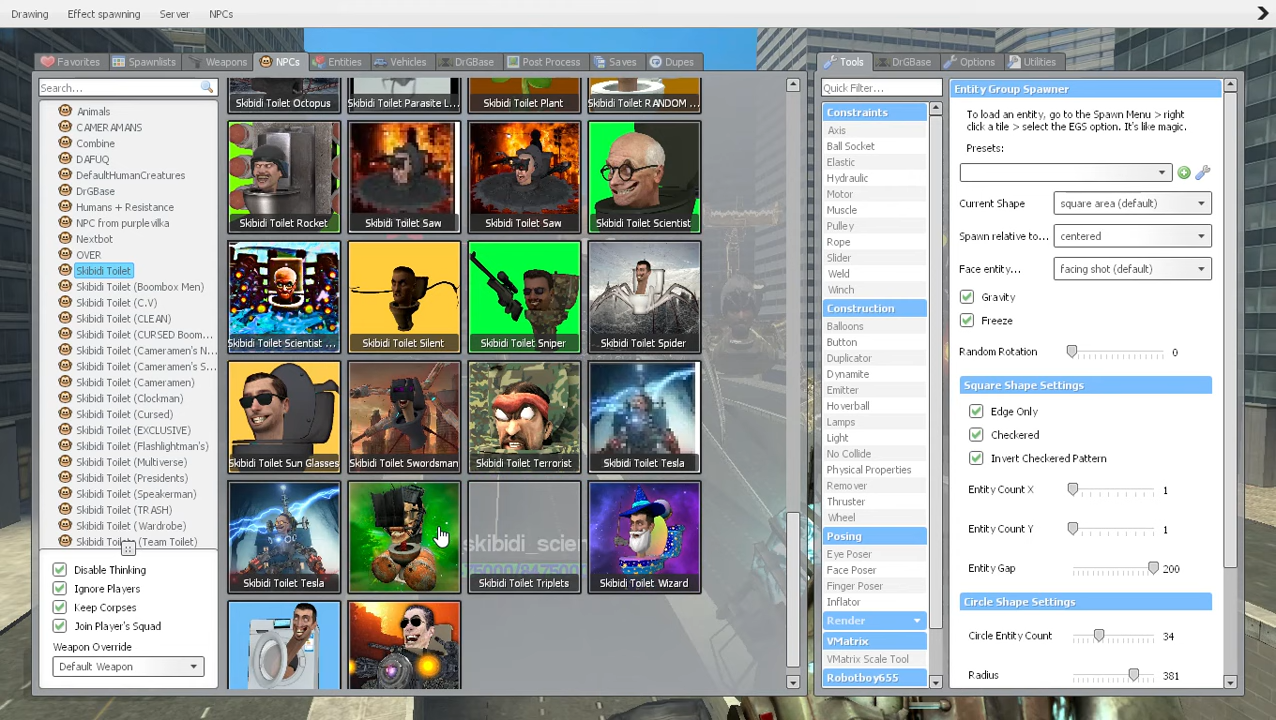 Drawing Effect spawning Server NPCs
Favorites Spawnlists Weapons NPCs Entities Vehicles DrGBase Post Process Saves Dupes
Search...
Animals
CAMERAMANS
Combine
DAFUQ
DefaultHumanCreatures
DrGBase
Humans + Resistance
NPC from purplevilka
Nextbot
OVER
Skibidi Toilet
Skibidi Toilet (Boombox Men)
Skibidi Toilet (C.V)
Skibidi Toilet (CLEAN)
Skibidi Toilet (CURSED Boom...
Skibidi Toilet (Cameramen's N...
Skibidi Toilet (Cameramen's S...
Skibidi Toilet (Cameramen)
Skibidi Toilet (Clockman)
Skibidi Toilet (Cursed)
Skibidi Toilet (EXCLUSIVE)
Skibidi Toilet (Flashlightman's)
Skibidi Toilet (Multiverse)
Skibidi Toilet (Presidents)
Skibidi Toilet (Speakerman)
Skibidi Toilet (TRASH)
Skibidi Toilet (Wardrobe)
(Team Toilet)
Disable Thinking
Ignore Players
Keep Corpses
Join Player's Squad
Weapon Override
Default Weapon
Skibidi Toilet Octopus Skibidi Toilet Parasite L... Skibidi Toilet Plant Skibidi Toilet RANDOM ...
Skibidi Toilet Rocket Skibidi Toilet Saw Skibidi Toilet Saw Skibidi Toilet Scientist
Skibidi Toilet Scientist ... Skibidi Toilet Silent Skibidi Toilet Sniper Skibidi Toilet Spider
Skibidi Toilet Sun Glasses Skibidi Toilet Swordsman Skibidi Toilet Terrorist Skibidi Toilet Tesla
skibidi_scien
Skibidi Toilet Tesla Skibidi Toilet Triplets Skibidi Toilet Wizard
Tools DrGBase Options Utilities
Quick Filter...
Constraints
Axis
Ball Socket
Elastic
Hydraulic
Motor
Muscle
Pulley
Rope
Slider
Weld
Winch
Construction
Balloons
Button
Duplicator
Dynamite
Emitter
Hoverball
Lamps
Light
No Collide
Physical Properties
Remover
Thruster
Wheel
Posing
Eye Poser
Face Poser
Finger Poser
Inflator
Render
VMatrix
VMatrix Scale Tool
Robotboy655
Entity Group Spawner
To load an entity, go to the Spawn Menu > right
click a tile > select the EGS option. It's like magic.
Presets:
Current Shape square area (default)
Spawn relative to... centered
Face entity... facing shot (default)
Gravity
Freeze
Random Rotation 0
Square Shape Settings
Edge Only
Checkered
Invert Checkered Pattern
Entity Count X 1
Entity Count Y 1
Entity Gap 200
Circle Shape Settings
Circle Entity Count 34
Radius 381